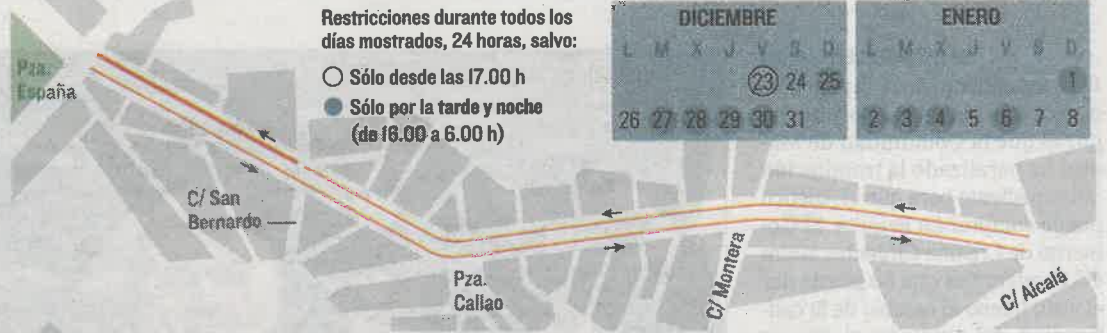 Restricciones durante todos los
días mostrados, 24 horas, salvo:
Sólo desde las 17.00 h
Sólo por la tarde y noche
(de 16.00 a 6.00 h)
DICIEMBRE
L M X J V S D
23 24 25
26 27 28 29 30 31
ENERO
L M X J V S D
1
2 3 4 5 6 7 8
Pza.
España
C/ San
Bernardo
Pza.
Callao
C/ Montera
C/ Alcalá